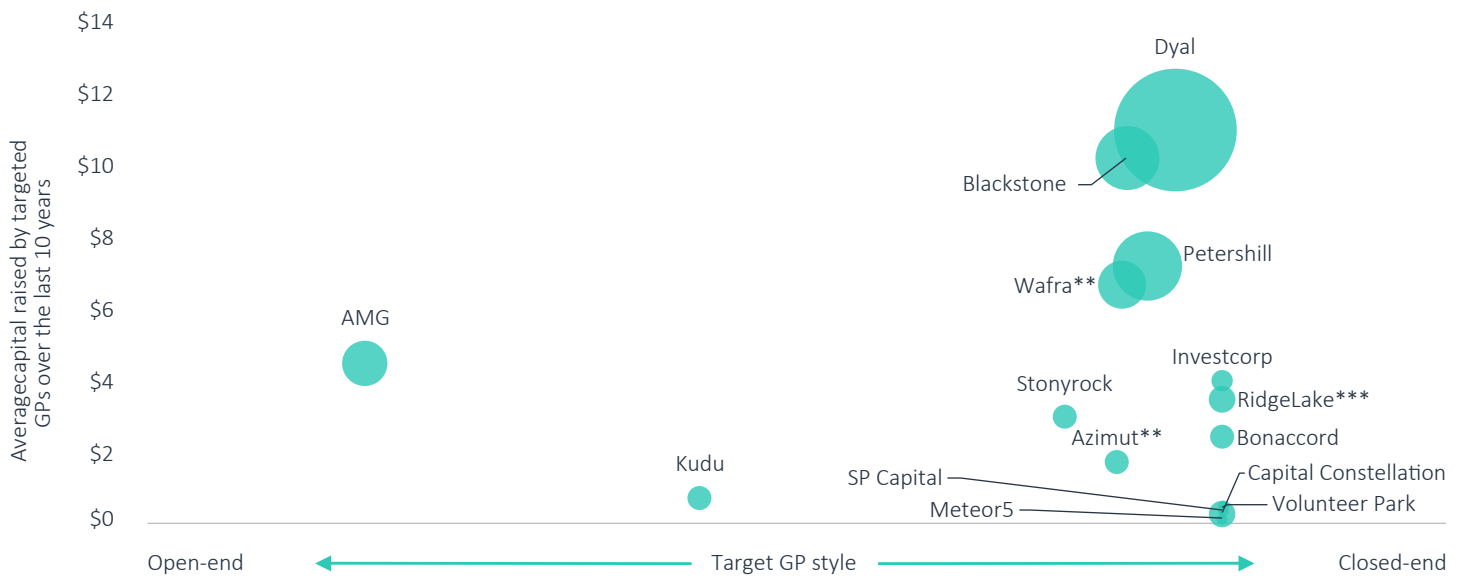 $14
$12
$10
$8
$6
$4
$2
$0
Averagecapital raised by targeted
GPs over the last 10 years
Dyal
Blackstone
Petershill
Wafra**
AMG
Investcorp
Stonyrock
RidgeLake***
Azimut**
Bonaccord
Kudu
SP Capital
Capital Constellation
Meteor5
Volunteer Park
Open-end
Target GP style
Closed-end